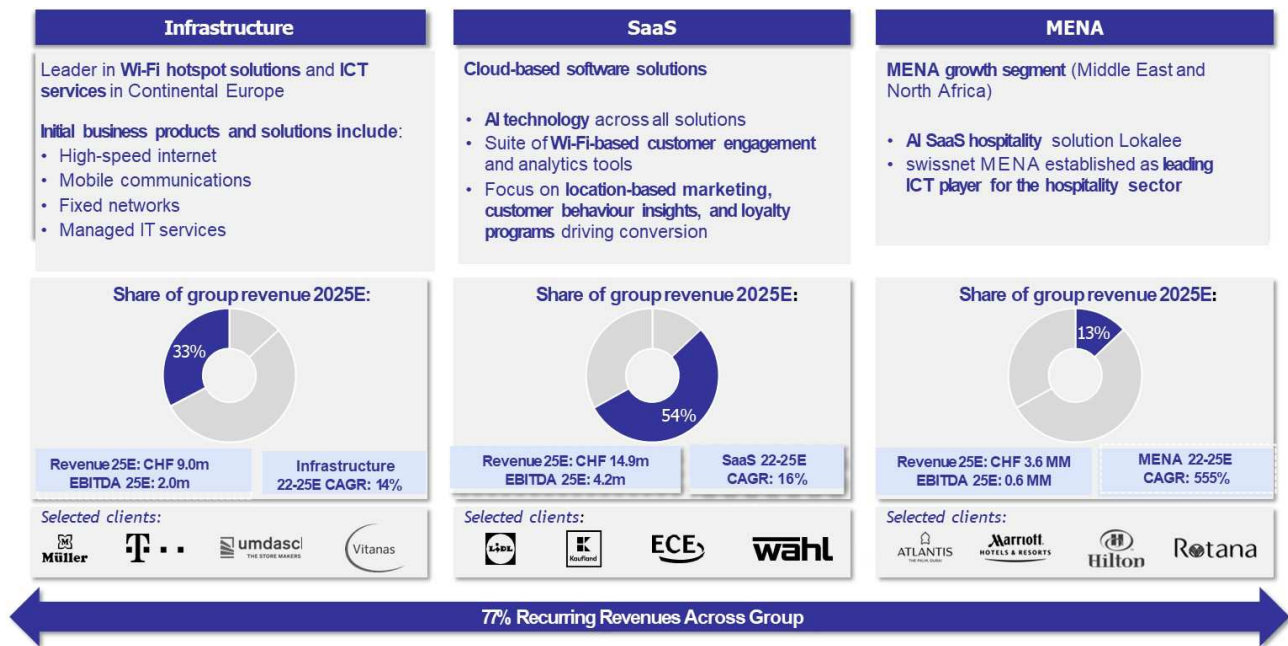 Infrastructure
Leader in Wi-Fi hotspot solutions and ICT
services in Continental Europe
Initial business products and solutions include:
• High-speed internet
• Mobile communications
• Fixed networks
• Managed IT services
Share of group revenue 2025E:
33%
Revenue 25E: CHF 9.0m
EBITDA 25E: 2.0m
Infrastructure
22-25E CAGR: 14%
Selected clients:
M
Müller
T
umdascl
THE STORE MAKERS
Vitanas
SaaS
Cloud-based software solutions
• AI technology across all solutions
• Suite of Wi-Fi-based customer engagement
and analytics tools
• Focus on location-based marketing,
customer behaviour insights, and loyalty
programs driving conversion
Share of group revenue 2025E:
54%
Revenue 25E: CHF 14.9m
EBITDA 25E: 4.2m
SaaS 22-25E
CAGR: 16%
Selected clients:
LIDL
K
Kaufland
ECE
wahl
MENA
MENA growth segment (Middle East and
North Africa)
• AI SaaS hospitality solution Lokalee
• swissnet MENA established as leading
ICT player for the hospitality sector
Share of group revenue 2025E:
13%
Revenue 25E: CHF 3.6 MM
EBITDA 25E: 0.6 MM
MENA 22-25E
CAGR: 555%
Selected clients:
ATLANTIS
THE PALM, DUBAI
Marriott
HOTELS & RESORTS
H
Hilton
Rotana
77% Recurring Revenues Across Group